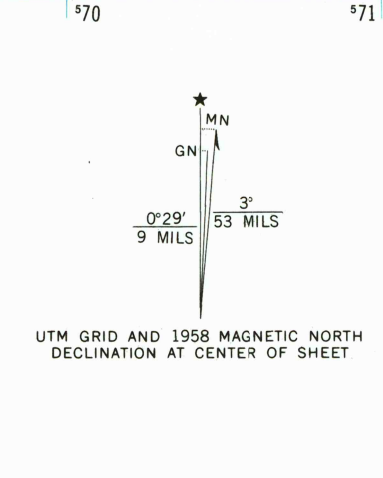 ⁵70 ⁵71
★
MN
GN
0°29' 3°
9 MILS 53 MILS
UTM GRID AND 1958 MAGNETIC NORTH
DECLINATION AT CENTER OF SHEET